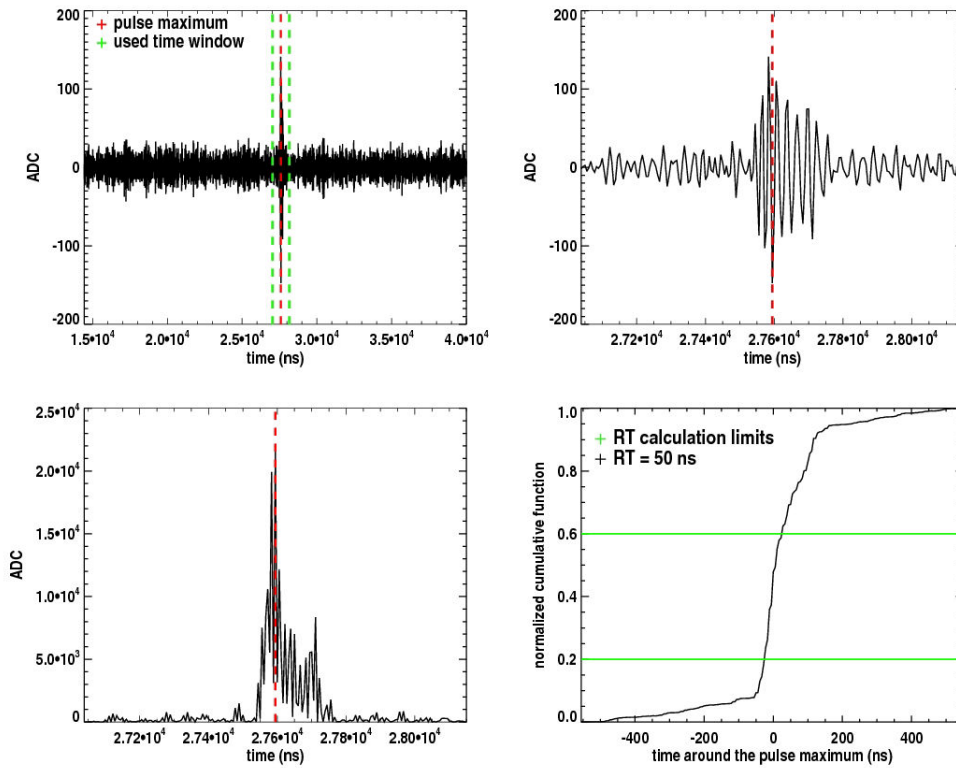 200
100
0
-100
-200
ADC
+ pulse maximum
+ used time window
1.5•10⁴ 2.0•10⁴ 2.5•10⁴ 3.0•10⁴ 3.5•10⁴ 4.0•10⁴
time (ns)
200
100
0
-100
-200
ADC
2.72•10⁴ 2.74•10⁴ 2.76•10⁴ 2.78•10⁴ 2.80•10⁴
time (ns)
2.5•10⁴
2.0•10⁴
1.5•10⁴
1.0•10⁴
5.0•10³
0
ADC
2.72•10⁴ 2.74•10⁴ 2.76•10⁴ 2.78•10⁴ 2.80•10⁴
time (ns)
1.0
0.8
0.6
0.4
0.2
0.0
normalized cumulative function
+ RT calculation limits
+ RT = 50 ns
-400 -200 0 200 400
time around the pulse maximum (ns)